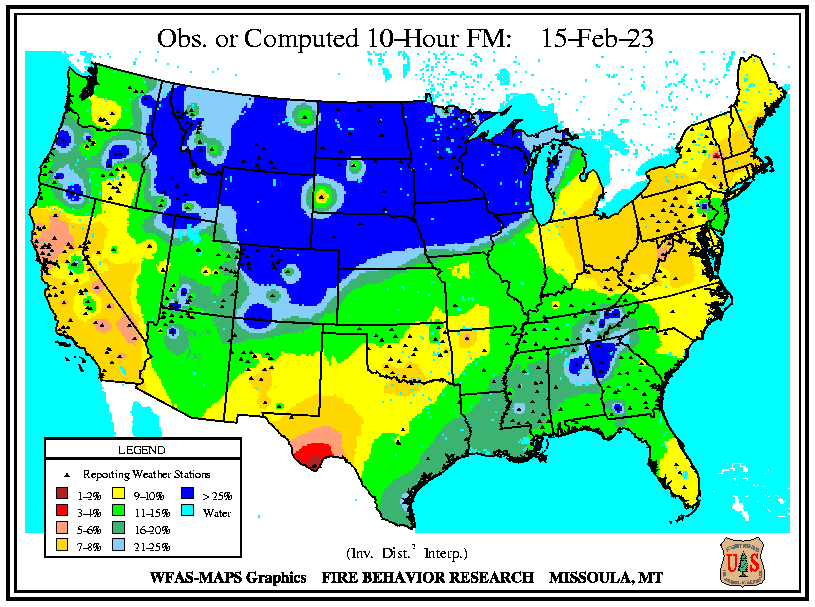 Obs. or Computed 10-Hour FM: 15-Feb-23
LEGEND
Reporting Weather Stations
1-2% 9-10% > 25%
3-4% 11-15% Water
5-6% 16-20%
7-8% 21-25%
(Inv. Dist.² Interp.)
WFAS-MAPS Graphics FIRE BEHAVIOR RESEARCH MISSOULA, MT
U S